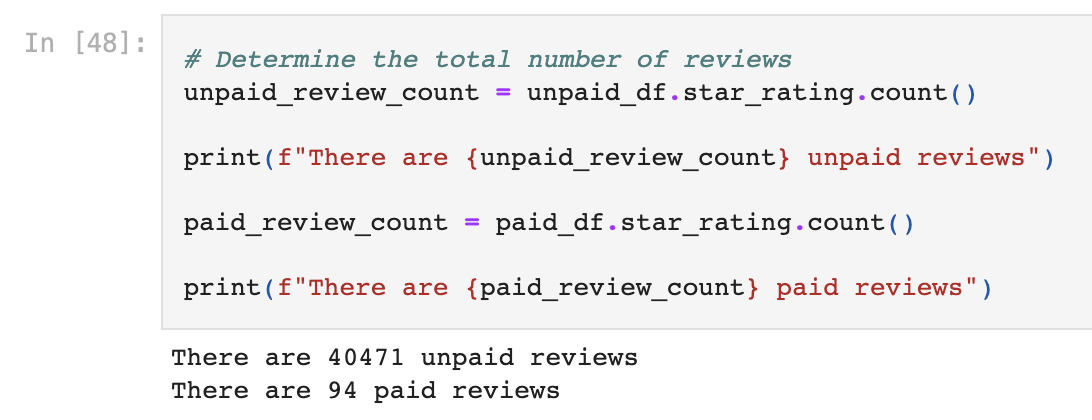 In [48]:
# Determine the total number of reviews
unpaid_review_count = unpaid_df.star_rating.count()
print(f"There are {unpaid_review_count} unpaid reviews")
paid_review_count = paid_df.star_rating.count()
print(f"There are {paid_review_count} paid reviews")
There are 40471 unpaid reviews
There are 94 paid reviews